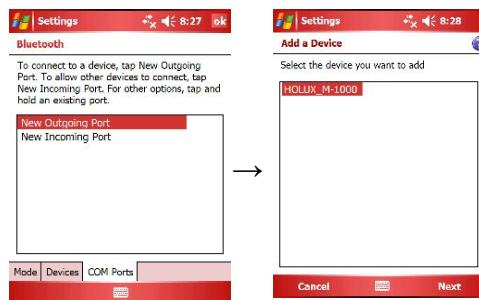 Settings 8:27 ok
Bluetooth
To connect to a device, tap New Outgoing
Port. To allow other devices to connect, tap
New Incoming Port. For other options, tap and
hold an existing port.
New Outgoing Port
New Incoming Port
Mode Devices COM Ports
→
Settings 8:28
Add a Device
Select the device you want to add
HOLUX_M-1000
Cancel Next